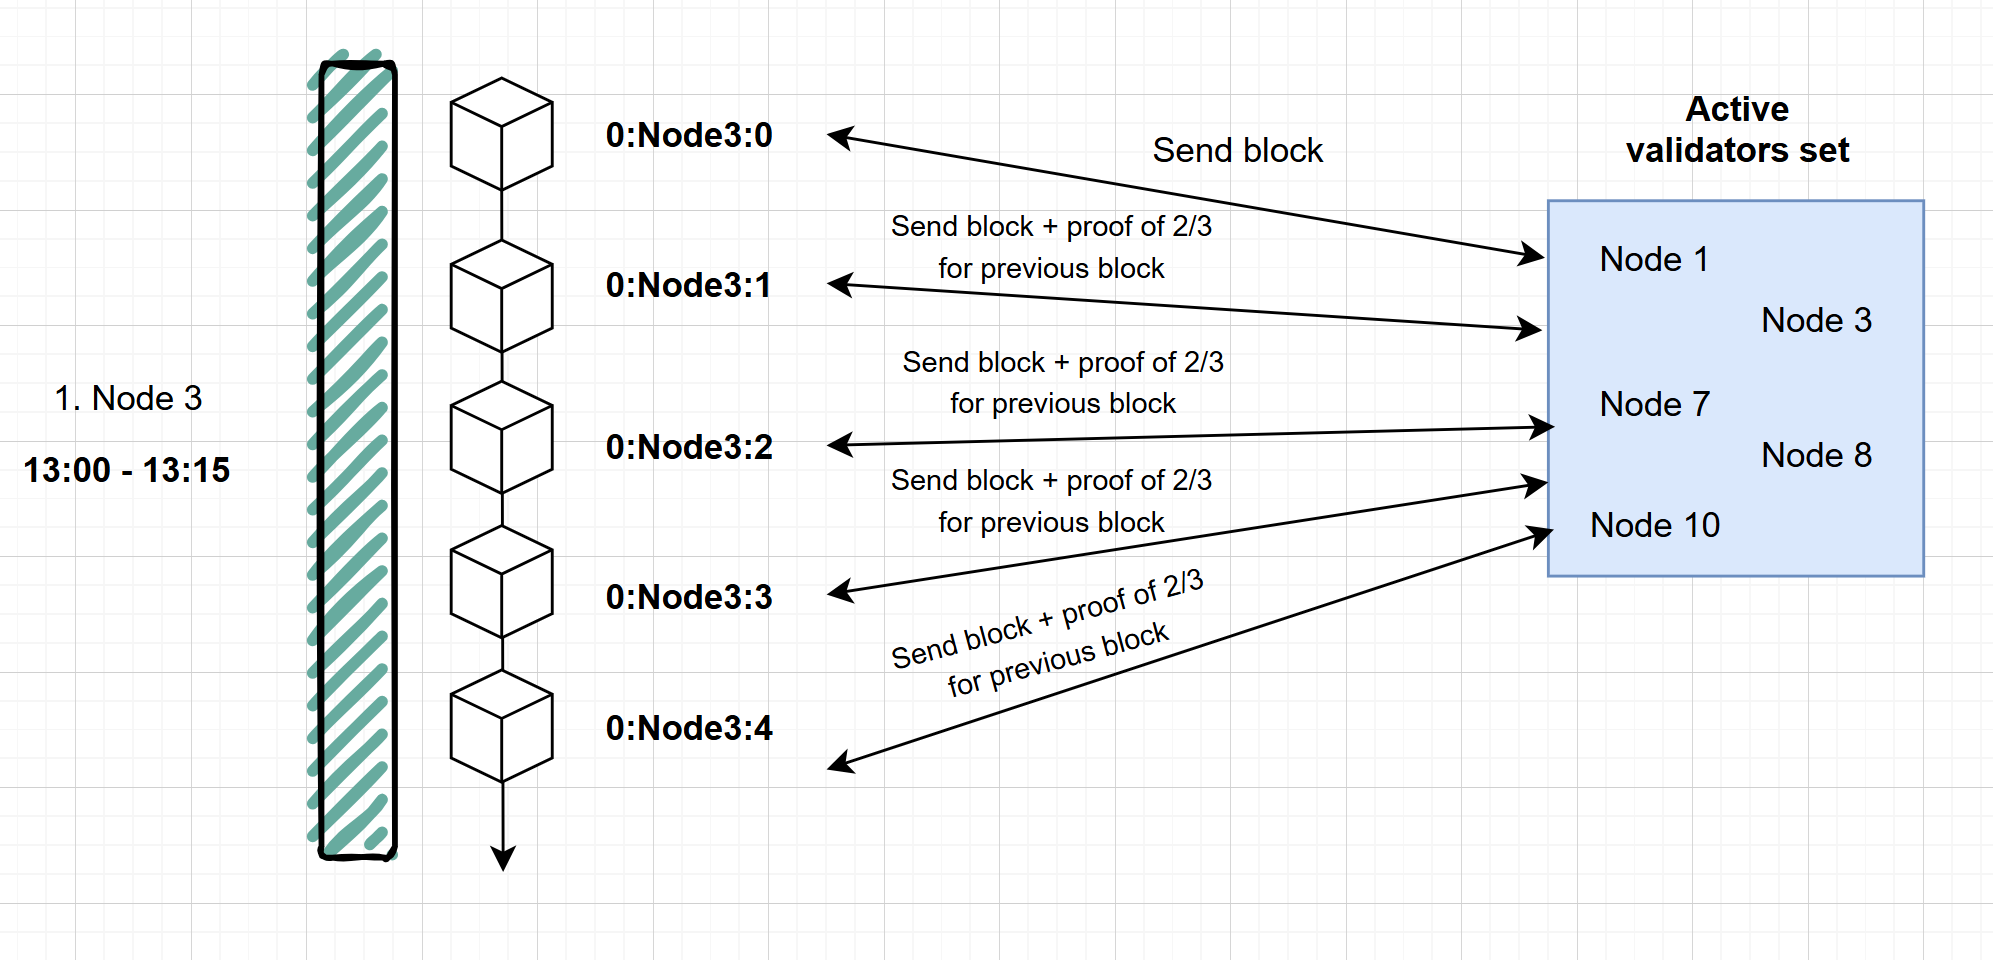 1. Node 3
13:00 - 13:15
0:Node3:0
0:Node3:1
0:Node3:2
0:Node3:3
0:Node3:4
Send block
Send block + proof of 2/3
for previous block
Send block + proof of 2/3
for previous block
Send block + proof of 2/3
for previous block
Send block + proof of 2/3
for previous block
Active
validators set
Node 1
Node 3
Node 7
Node 8
Node 10